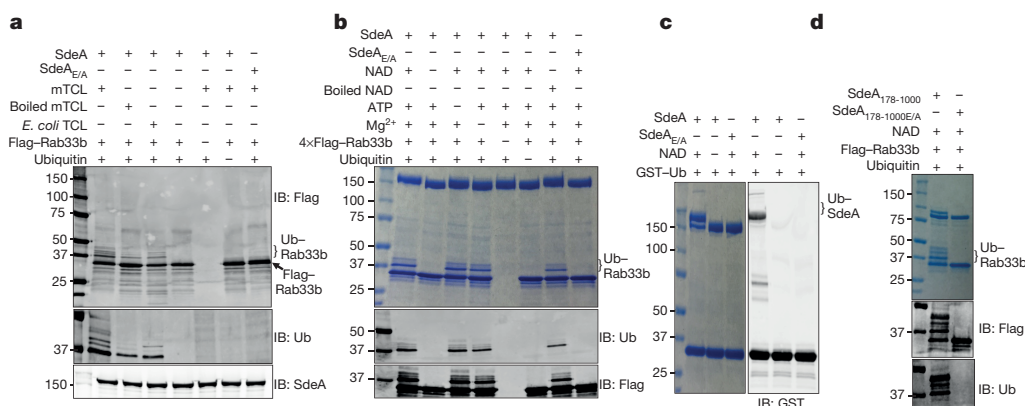 a
SdeA + + + + + + –
SdeA E/A – – – – – – +
mTCL + – – – + + +
Boiled mTCL – + – – – – –
E. coli TCL – – + – – – –
Flag–Rab33b + + + + – + +
Ubiquitin + + + + + – +
150
100
75
50
37
25
IB: Flag
Ub–
Rab33b
Flag–
Rab33b
37
IB: Ub
150
IB: SdeA
b
SdeA + + + + + + + –
SdeA E/A – – – – – – – +
NAD + – + + + + – +
Boiled NAD – – – – – – + –
ATP + + – + + + + +
Mg2+ + + + – + + + +
4×Flag–Rab33b + + + + – + + +
Ubiquitin + + + + + – + +
150
100
75
50
37
25
Ub–
Rab33b
50
37
IB: Ub
37
IB: Flag
c
SdeA + + – + + –
SdeA E/A – – + – – +
NAD + – + + – +
GST–Ub + + + + + +
150
100
50
37
25
Ub–
SdeA
IB: GST
d
SdeA 178-1000 + –
SdeA 178-1000E/A – +
NAD + +
Flag–Rab33b + +
Ubiquitin + +
150
75
50
37
25
Ub–
Rab33b
37
IB: Flag
37
IB: Ub